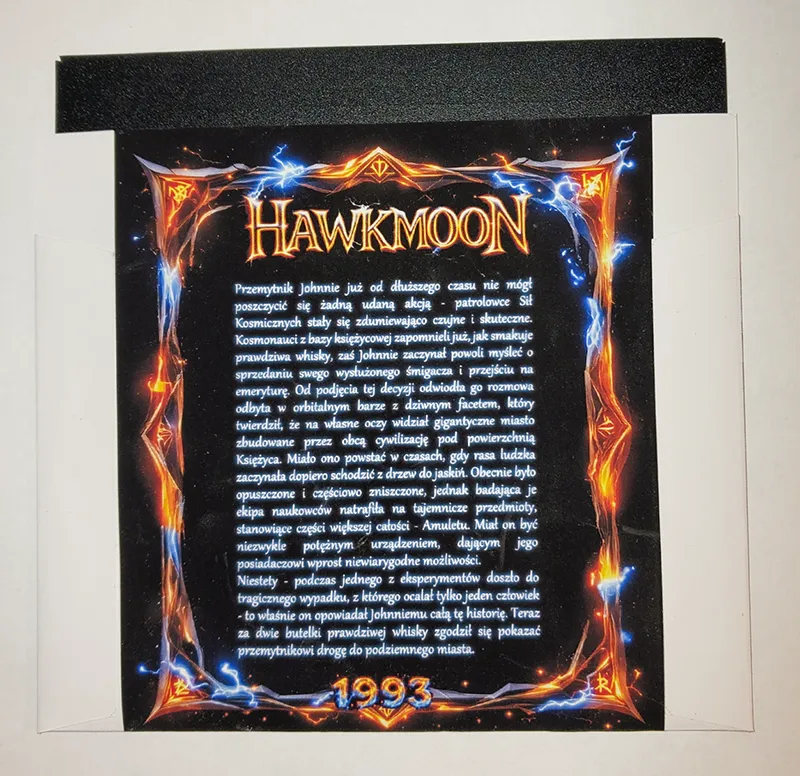 HAWKMOON
Przemytnik Johnnie już od dłuższego czasu nie mógł
poszczycić się żadną udaną akcją - patrolowce Sił
Kosmicznych stały się zdumiewająco czujne i skuteczne.
Kosmonauci z bazy księżycowej zapomnieli już, jak smakuje
prawdziwa whisky, zaś Johnnie zaczynał powoli myśleć o
sprzedaniu swego wysłużonego śmigacza i przejściu na
emeryturę. Od podjęcia tej decyzji odwiodła go rozmowa
odbyta w orbitalnym barze z dziwnym facetem, który
twierdził, że na własne oczy widział gigantyczne miasto
zbudowane przez obcą cywilizację pod powierzchnią
Księżyca. Miało ono powstać w czasach, gdy rasa ludzka
zaczynała dopiero schodzić z drzew do jaskiń. Obecnie było
opuszczone i częściowo zniszczone, jednak badająca je
ekipa naukowców natrafiła na tajemnicze przedmioty,
stanowiące części większej całości - Amuletu. Miał on być
niezwykle potężnym urządzeniem, dającym jego
posiadaczowi wprost niewiarygodne możliwości.
Niestety - podczas jednego z eksperymentów doszło do
tragicznego wypadku, z którego ocalał tylko jeden człowiek
- to właśnie on opowiadał Johnniemu całą tę historię. Teraz
za dwie butelki prawdziwej whisky zgodził się pokazać
przemytnikowi drogę do podziemnego miasta.
1993